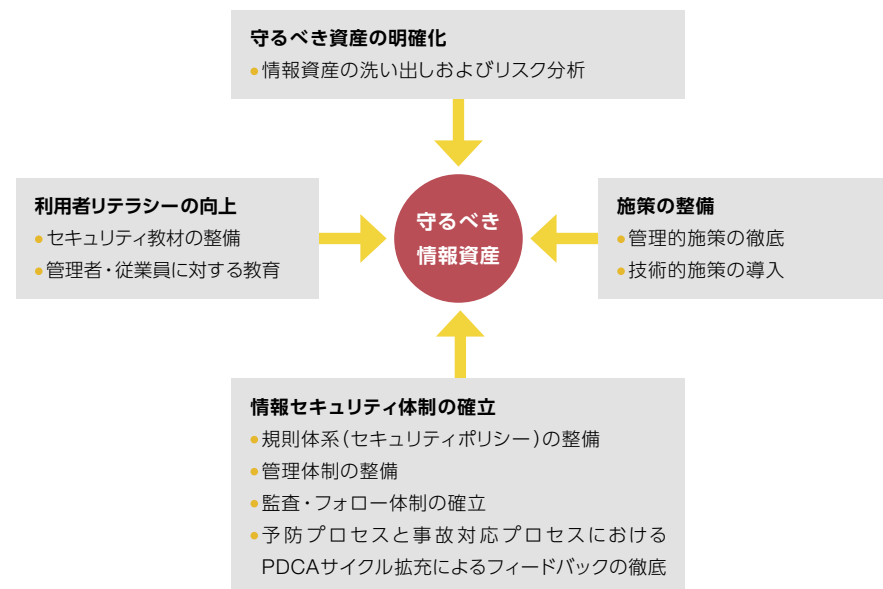 守るべき資産の明確化
●情報資産の洗い出しおよびリスク分析
利用者リテラシーの向上
●セキュリティ教材の整備
●管理者・従業員に対する教育
守るべき
情報資産
施策の整備
●管理的施策の徹底
●技術的施策の導入
情報セキュリティ体制の確立
●規則体系（セキュリティポリシー）の整備
●管理体制の整備
●監査・フォロー体制の確立
●予防プロセスと事故対応プロセスにおける
PDCAサイクル拡充によるフィードバックの徹底